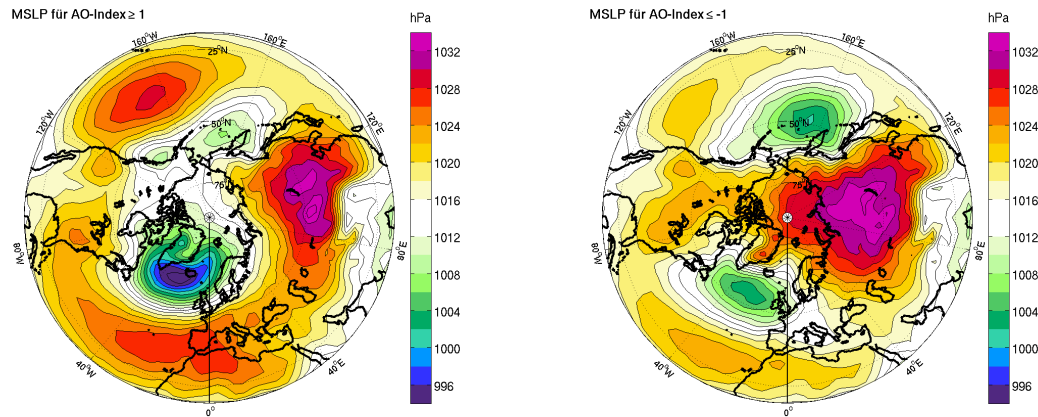 MSLP für AO-Index ≥ 1
hPa
160°W
160°E
25°N
120°W
120°E
50°N
75°N
80°W
80°E
40°W
40°E
0°
1032
1028
1024
1020
1016
1012
1008
1004
1000
996
MSLP für AO-Index ≤ -1
hPa
160°W
160°E
25°N
120°W
120°E
50°N
75°N
80°W
80°E
40°W
40°E
0°
1032
1028
1024
1020
1016
1012
1008
1004
1000
996